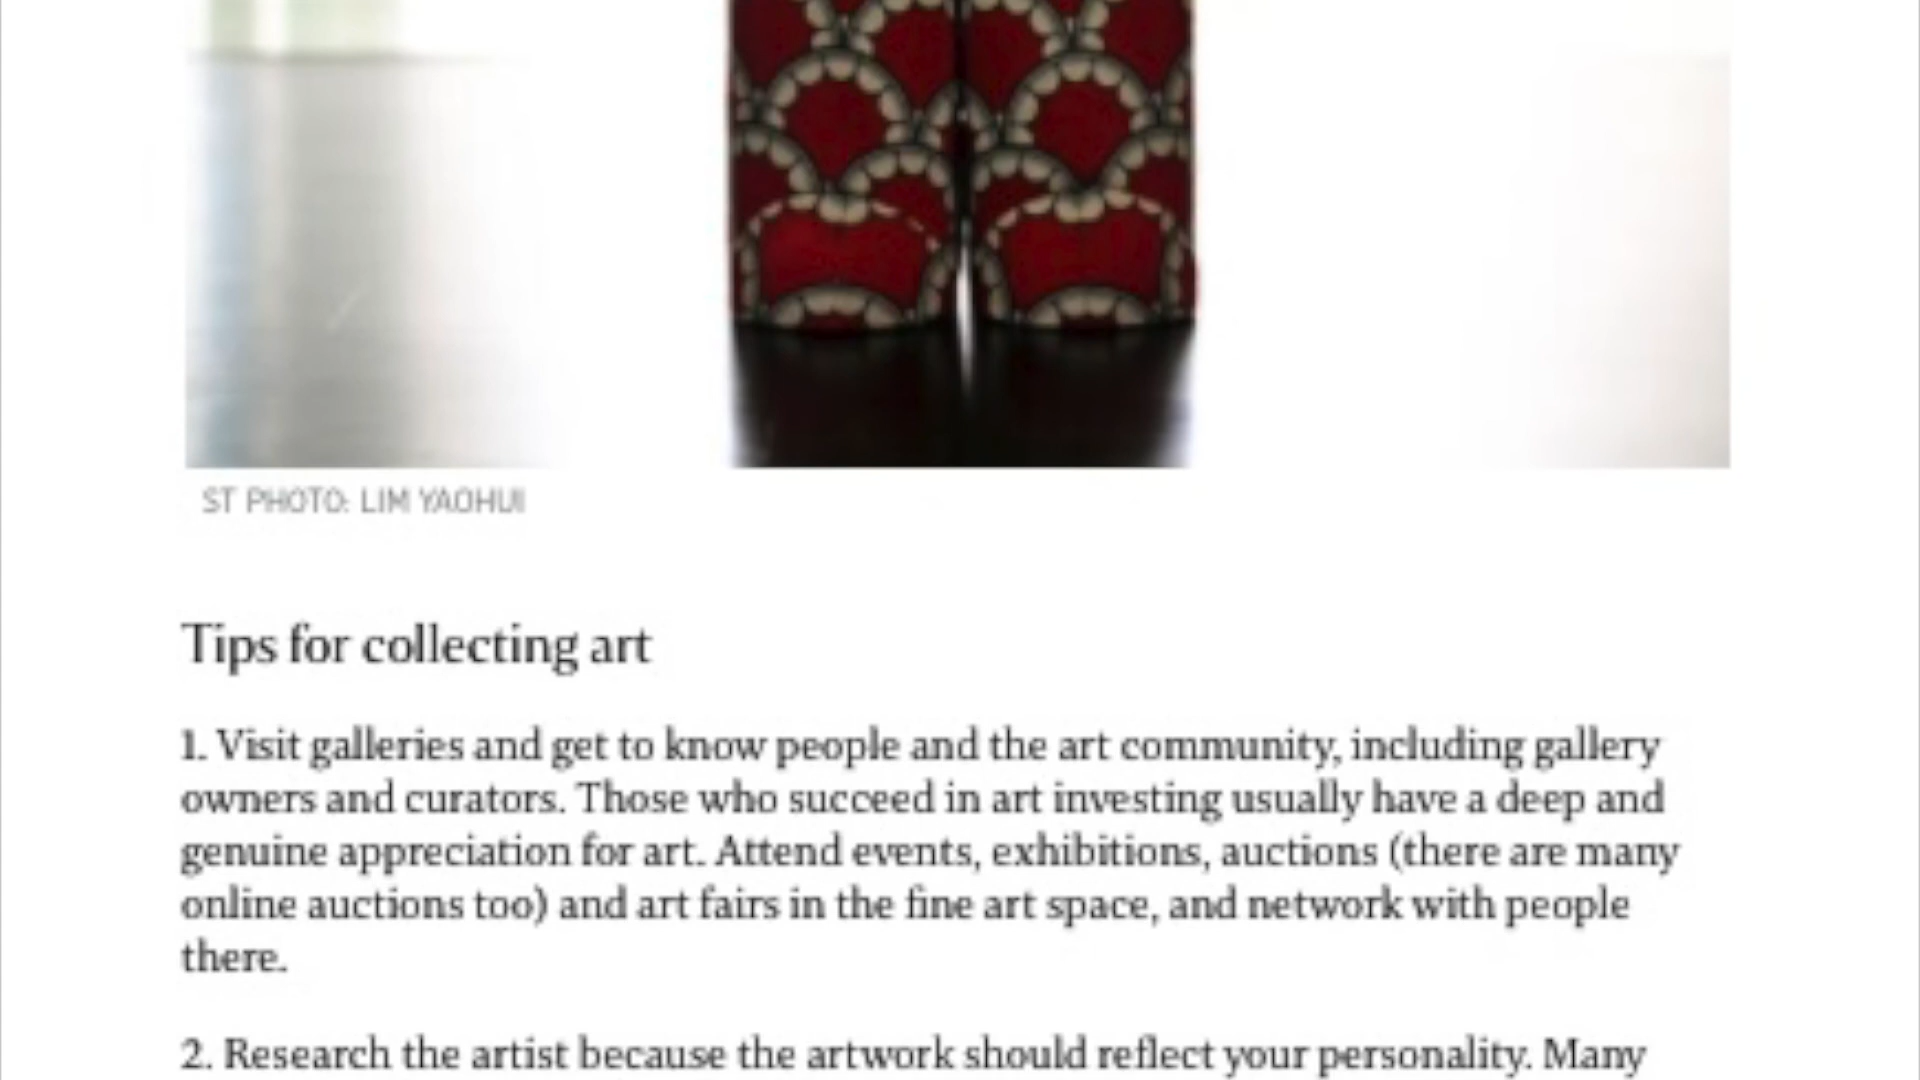 ST PHOTO: LIM YAOHUI
Tips for collecting art
1. Visit galleries and get to know people and the art community, including gallery
owners and curators. Those who succeed in art investing usually have a deep and
genuine appreciation for art. Attend events, exhibitions, auctions (there are many
online auctions too) and art fairs in the fine art space, and network with people
there.
2. Research the artist because the artwork should reflect your personality. Many